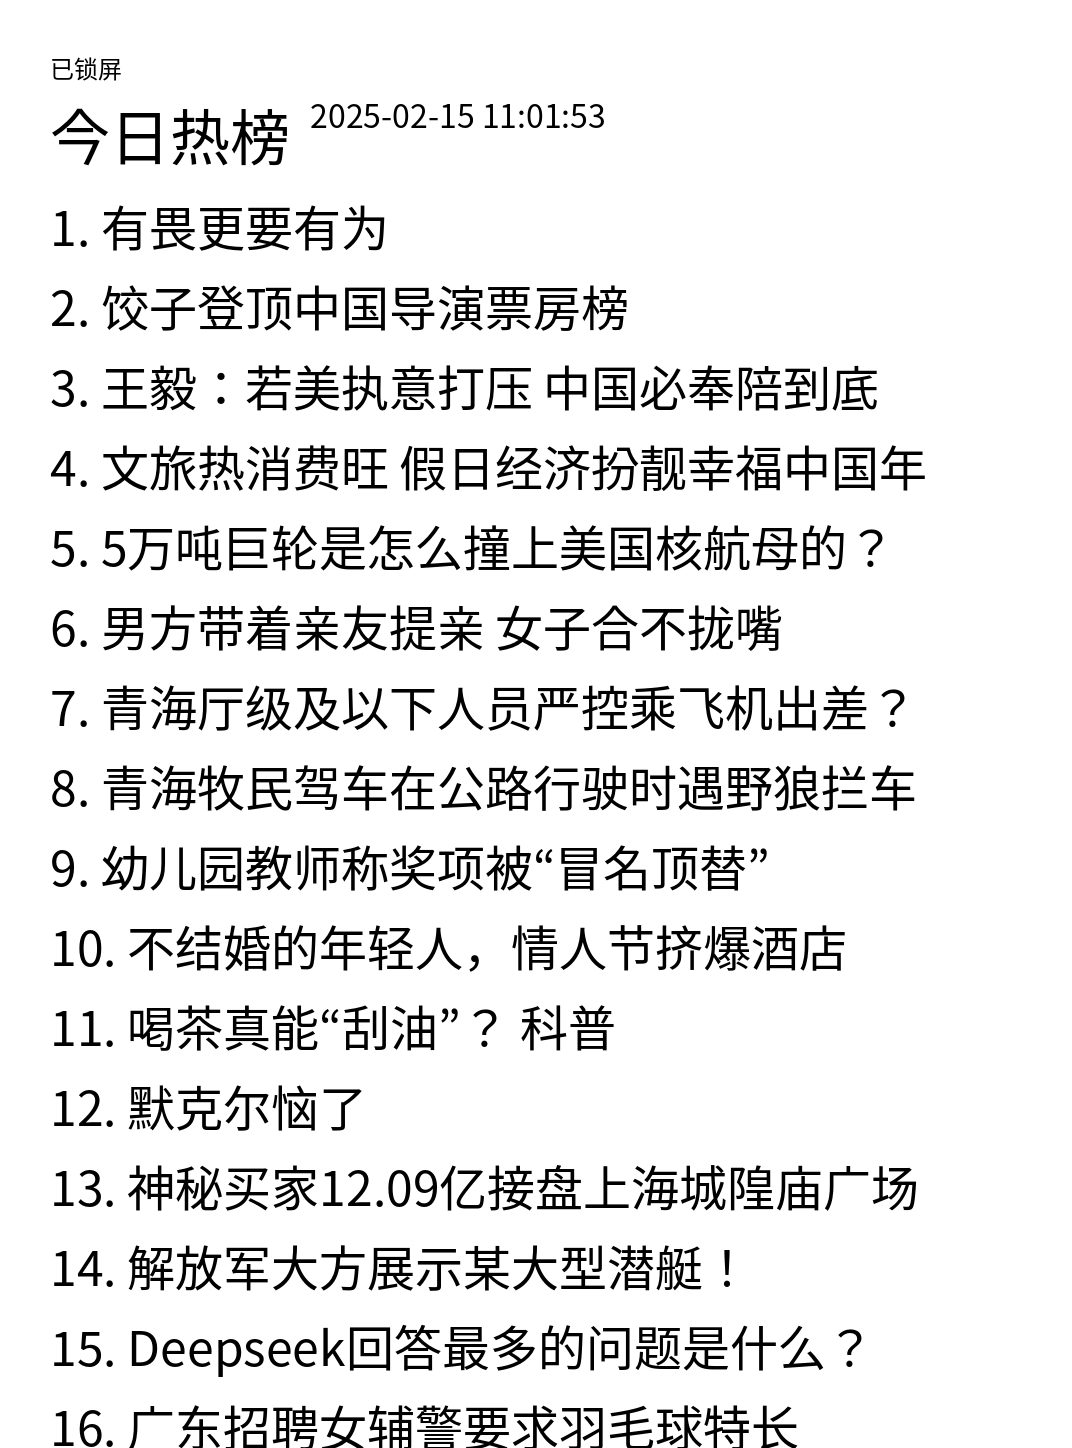 已锁屏
今日热榜 2025-02-15 11:01:53
1. 有畏更要有为
2. 饺子登顶中国导演票房榜
3. 王毅：若美执意打压 中国必奉陪到底
4. 文旅热消费旺 假日经济扮靓幸福中国年
5. 5万吨巨轮是怎么撞上美国核航母的？
6. 男方带着亲友提亲 女子合不拢嘴
7. 青海厅级及以下人员严控乘飞机出差？
8. 青海牧民驾车在公路行驶时遇野狼拦车
9. 幼儿园教师称奖项被“冒名顶替”
10. 不结婚的年轻人，情人节挤爆酒店
11. 喝茶真能“刮油”？ 科普
12. 默克尔恼了
13. 神秘买家12.09亿接盘上海城隍庙广场
14. 解放军大方展示某大型潜艇！
15. Deepseek回答最多的问题是什么？
16. 广东招聘女辅警要求羽毛球特长